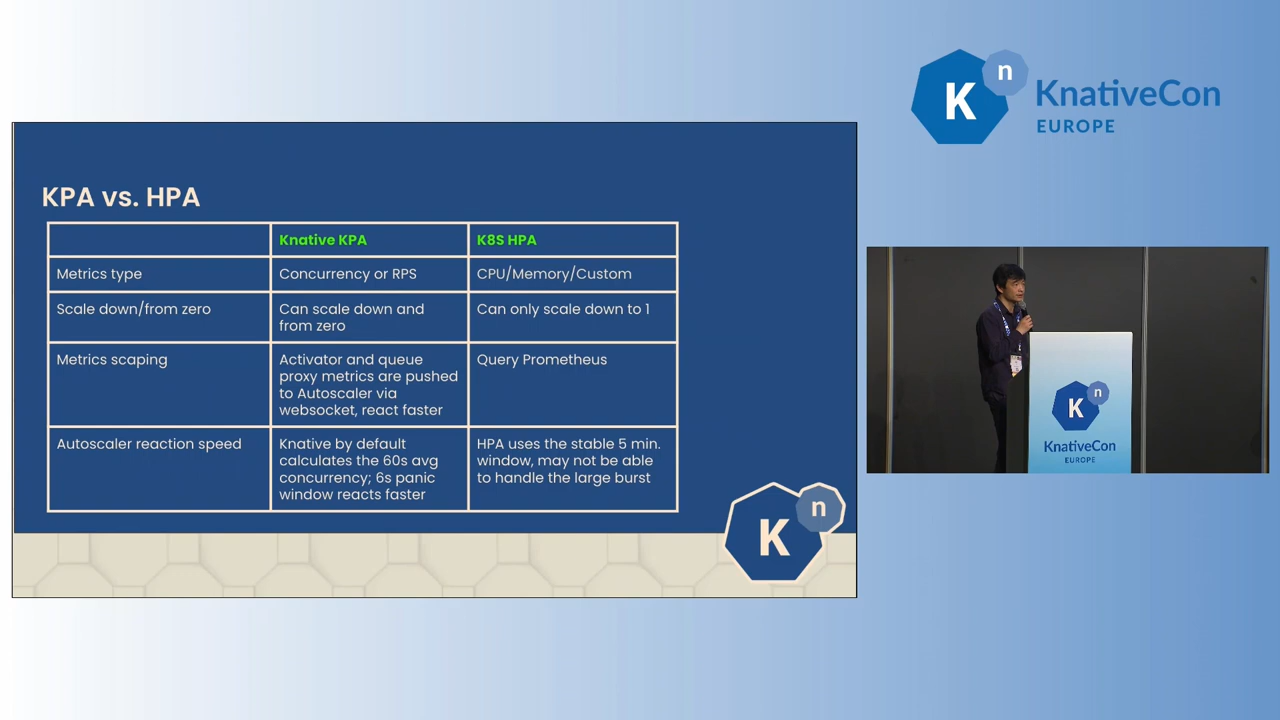 K n
KnativeCon
EUROPE
KPA vs. HPA
Knative KPA
K8S HPA
Metrics type
Concurrency or RPS
CPU/Memory/Custom
Scale down/from zero
Can scale down and
from zero
Can only scale down to 1
Metrics scaping
Activator and queue
proxy metrics are pushed
to Autoscaler via
websocket, react faster
Query Prometheus
Autoscaler reaction speed
Knative by default
calculates the 60s avg
concurrency; 6s panic
window reacts faster
HPA uses the stable 5 min.
window, may not be able
to handle the large burst
K n
K n
KnativeCon
EUROPE